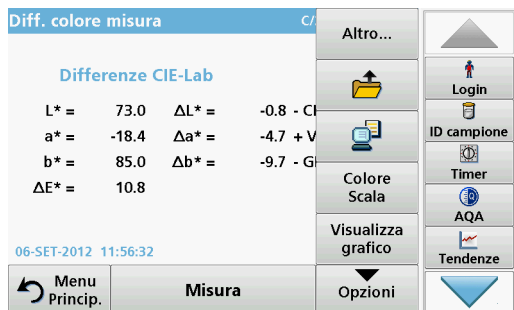 Diff. colore misura C/
Differenze CIE-Lab
L* = 73.0 ΔL* = -0.8 -
a* = -18.4 Δa* = -4.7 + V
b* = 85.0 Δb* = -9.7 -
ΔE* = 10.8
06-SET-2012 11:56:32
Menu
Princip.
Misura
Altro...
Colore
Scala
Visualizza
grafico
Opzioni
Login
ID campione
Timer
AQA
Tendenze